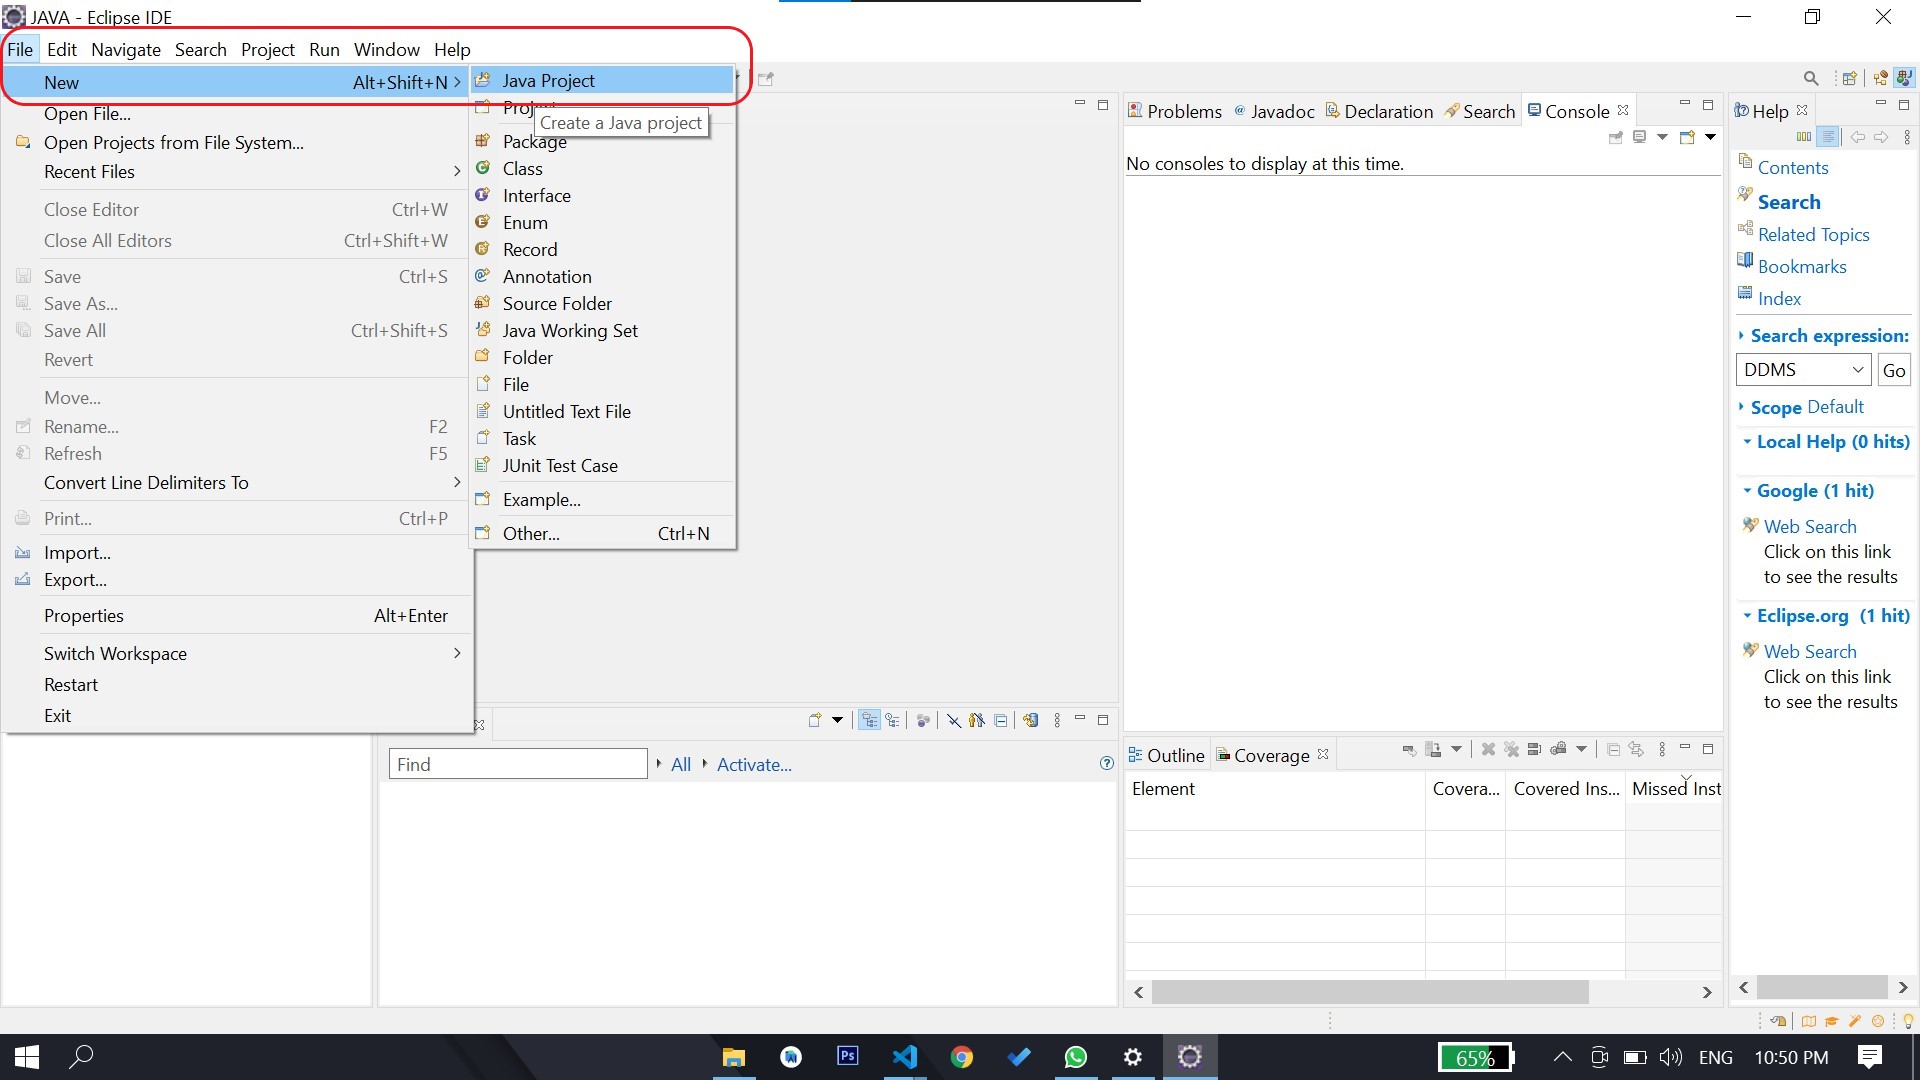 JAVA - Eclipse IDE
File Edit Navigate Search Project Run Window Help
New Alt+Shift+N
Open File...
Open Projects from File System...
Recent Files
Close Editor Ctrl+W
Close All Editors Ctrl+Shift+W
Save Ctrl+S
Save As...
Save All Ctrl+Shift+S
Revert
Move...
Rename... F2
Refresh F5
Convert Line Delimiters To
Print... Ctrl+P
Import...
Export...
Properties Alt+Enter
Switch Workspace
Restart
Exit
Java Project
Create a Java project
Package
Class
Interface
Enum
Record
Annotation
Source Folder
Java Working Set
Folder
File
Untitled Text File
Task
JUnit Test Case
Example...
Other... Ctrl+N
Find All Activate...
Problems Javadoc Declaration Search Console
No consoles to display at this time.
Outline Coverage
Element Covera... Covered Ins... Missed Inst
Help
Contents
Search
Related Topics
Bookmarks
Index
Search expression:
DDMS Go
Scope Default
Local Help (0 hits)
Google (1 hit)
Web Search
Click on this link
to see the results
Eclipse.org (1 hit)
Web Search
Click on this link
to see the results
Ps
65% ENG 10:50 PM